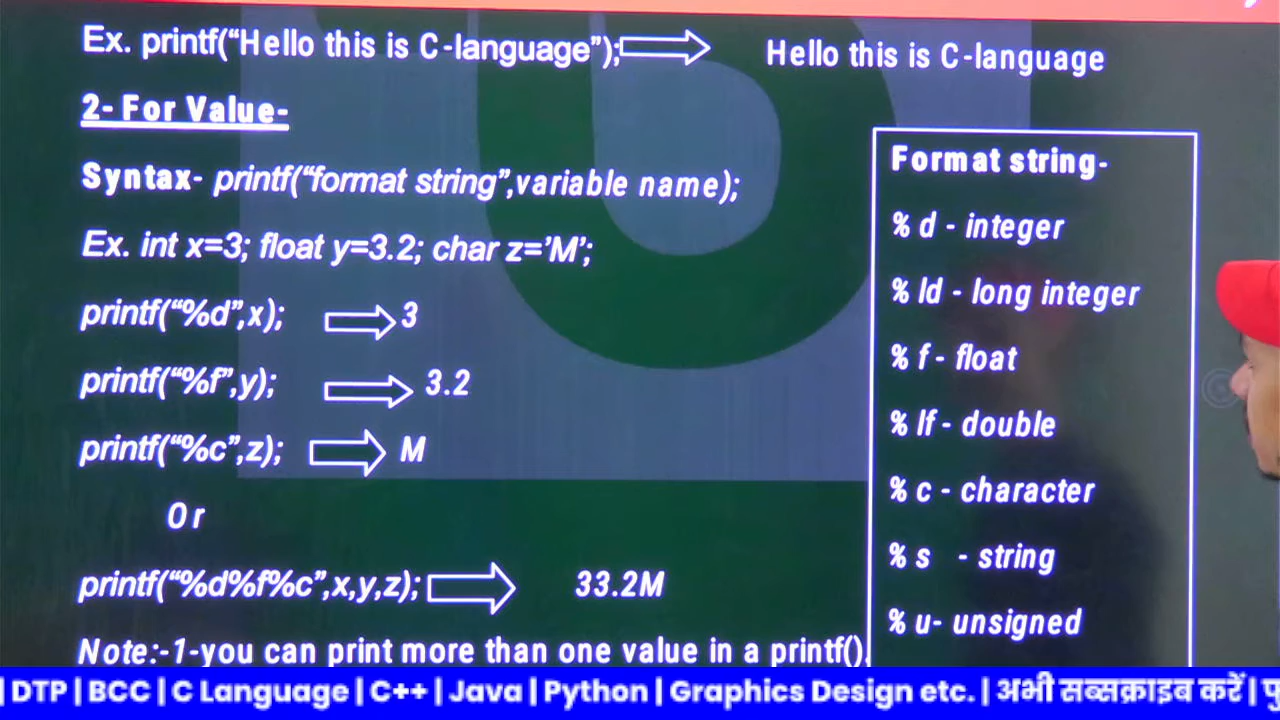 Ex. printf(“Hello this is C-language”); Hello this is C-language
2- For Value-
Syntax- printf(“format string”,variable name);
Ex. int x=3; float y=3.2; char z=’M’;
printf(“%d”,x); 3
printf(“%f”,y); 3.2
printf(“%c”,z); M
Or
printf(“%d%f%c”,x,y,z); 33.2M
Note:-1-you can print more than one value in a printf()
Format string-
% d - integer
% ld - long integer
% f - float
% lf - double
% c - character
% s - string
% u- unsigned
| DTP | BCC | C Language | C++ | Java | Python | Graphics Design etc. | अभी सब्सक्राइब करें |